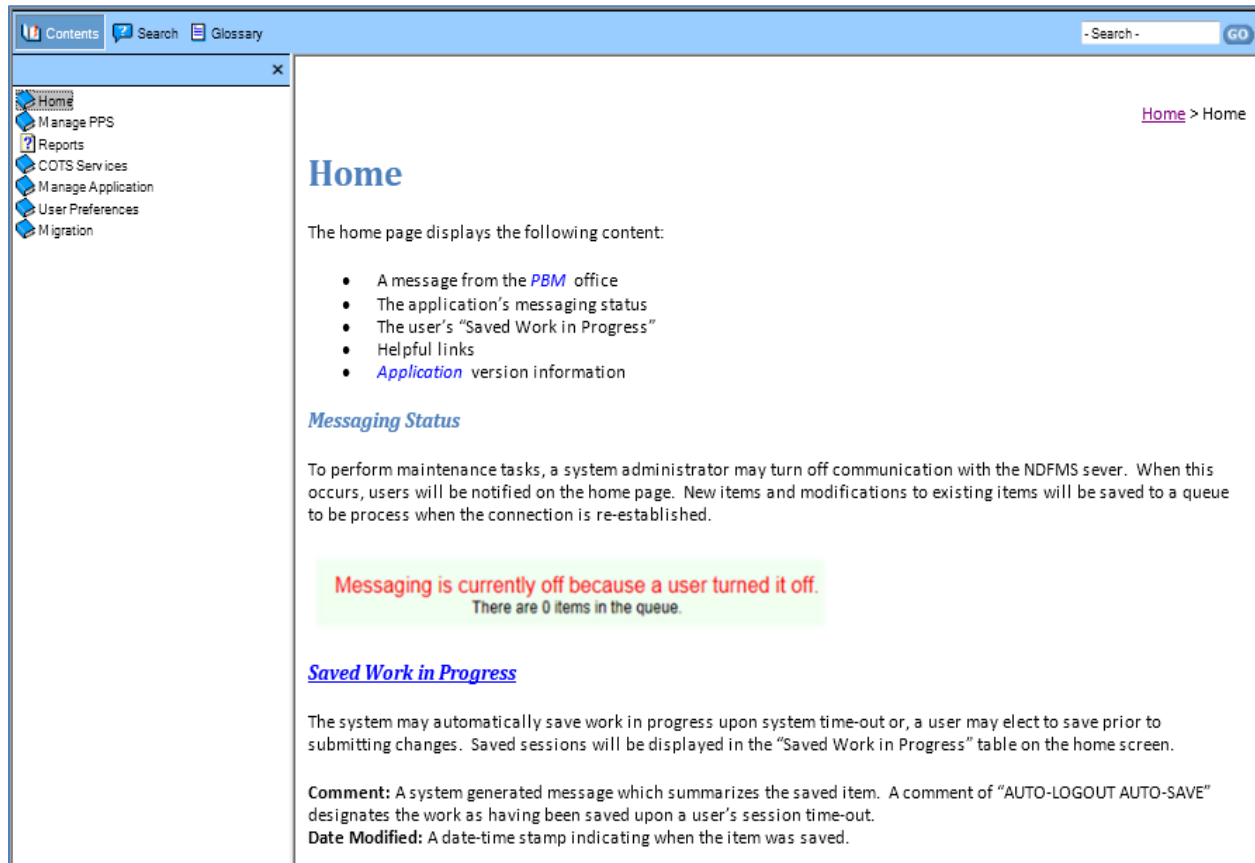 Contents Search Glossary - Search - GO
×
Home
Manage PPS
Reports
COTS Services
Manage Application
User Preferences
Migration
Home > Home
Home
The home page displays the following content:
• A message from the PBM office
• The application’s messaging status
• The user’s “Saved Work in Progress”
• Helpful links
• Application version information
Messaging Status
To perform maintenance tasks, a system administrator may turn off communication with the NDFMS sever. When this
occurs, users will be notified on the home page. New items and modifications to existing items will be saved to a queue
to be process when the connection is re-established.
Messaging is currently off because a user turned it off.
There are 0 items in the queue.
Saved Work in Progress
The system may automatically save work in progress upon system time-out or, a user may elect to save prior to
submitting changes. Saved sessions will be displayed in the “Saved Work in Progress” table on the home screen.
Comment: A system generated message which summarizes the saved item. A comment of “AUTO-LOGOUT AUTO-SAVE”
designates the work as having been saved upon a user’s session time-out.
Date Modified: A date-time stamp indicating when the item was saved.